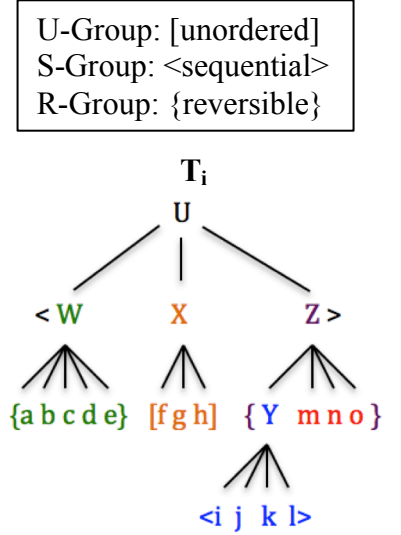 U-Group: [unordered]
S-Group: <sequential>
R-Group: {reversible}
Ti
U
< W X Z >
{a b c d e} [f g h] { Y m n o }
<i j k l>